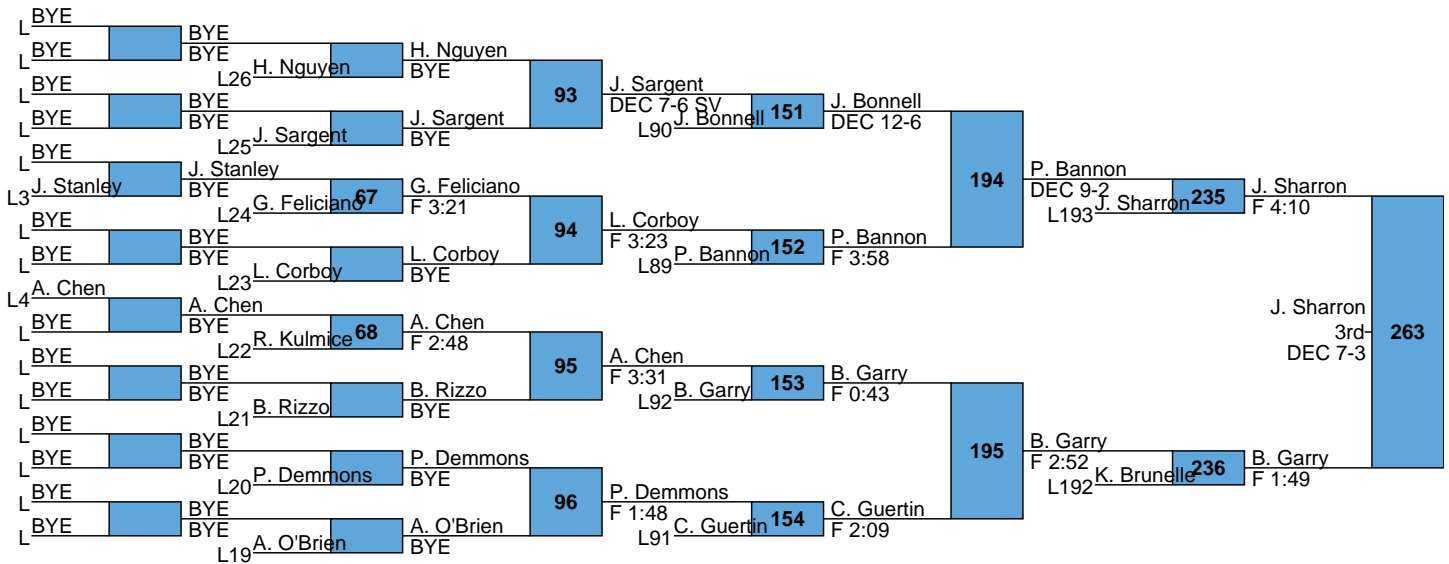 BYE
L
BYE
L
BYE
BYE
L26 H. Nguyen
H. Nguyen
BYE
BYE
L
BYE
L
BYE
BYE
L25 J. Sargent
J. Sargent
BYE
93
J. Sargent
DEC 7-6 SV
L90 J. Bonnell
151
J. Bonnell
DEC 12-6
BYE
L
L3 J. Stanley
J. Stanley
BYE
L24 G. Feliciano
67
G. Feliciano
F 3:21
BYE
L
BYE
L
BYE
BYE
L23 L. Corboy
L. Corboy
BYE
94
L. Corboy
F 3:23
L89 P. Bannon
152
P. Bannon
F 3:58
194
P. Bannon
DEC 9-2
L193 J. Sharron
235
J. Sharron
F 4:10
L4 A. Chen
BYE
L
A. Chen
BYE
L22 R. Kulmice
68
A. Chen
F 2:48
BYE
L
BYE
L
BYE
BYE
L21 B. Rizzo
B. Rizzo
BYE
95
A. Chen
F 3:31
L92 B. Garry
153
B. Garry
F 0:43
BYE
L
BYE
L
BYE
BYE
L20 P. Demmons
P. Demmons
BYE
BYE
L
BYE
L
BYE
BYE
L19 A. O'Brien
A. O'Brien
BYE
96
P. Demmons
F 1:48
L91 C. Guertin
154
C. Guertin
F 2:09
195
B. Garry
F 2:52
L192 K. Brunelle
236
B. Garry
F 1:49
J. Sharron
3rd
DEC 7-3
263